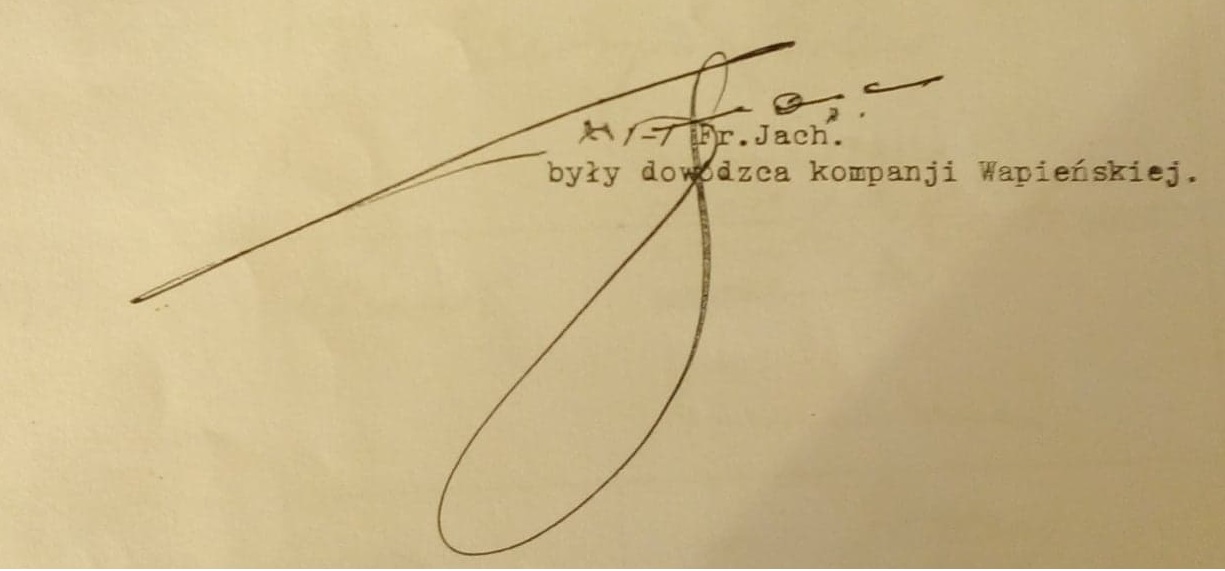 Fr.Jach.
były dowódzca kompanji Wapieńskiej.